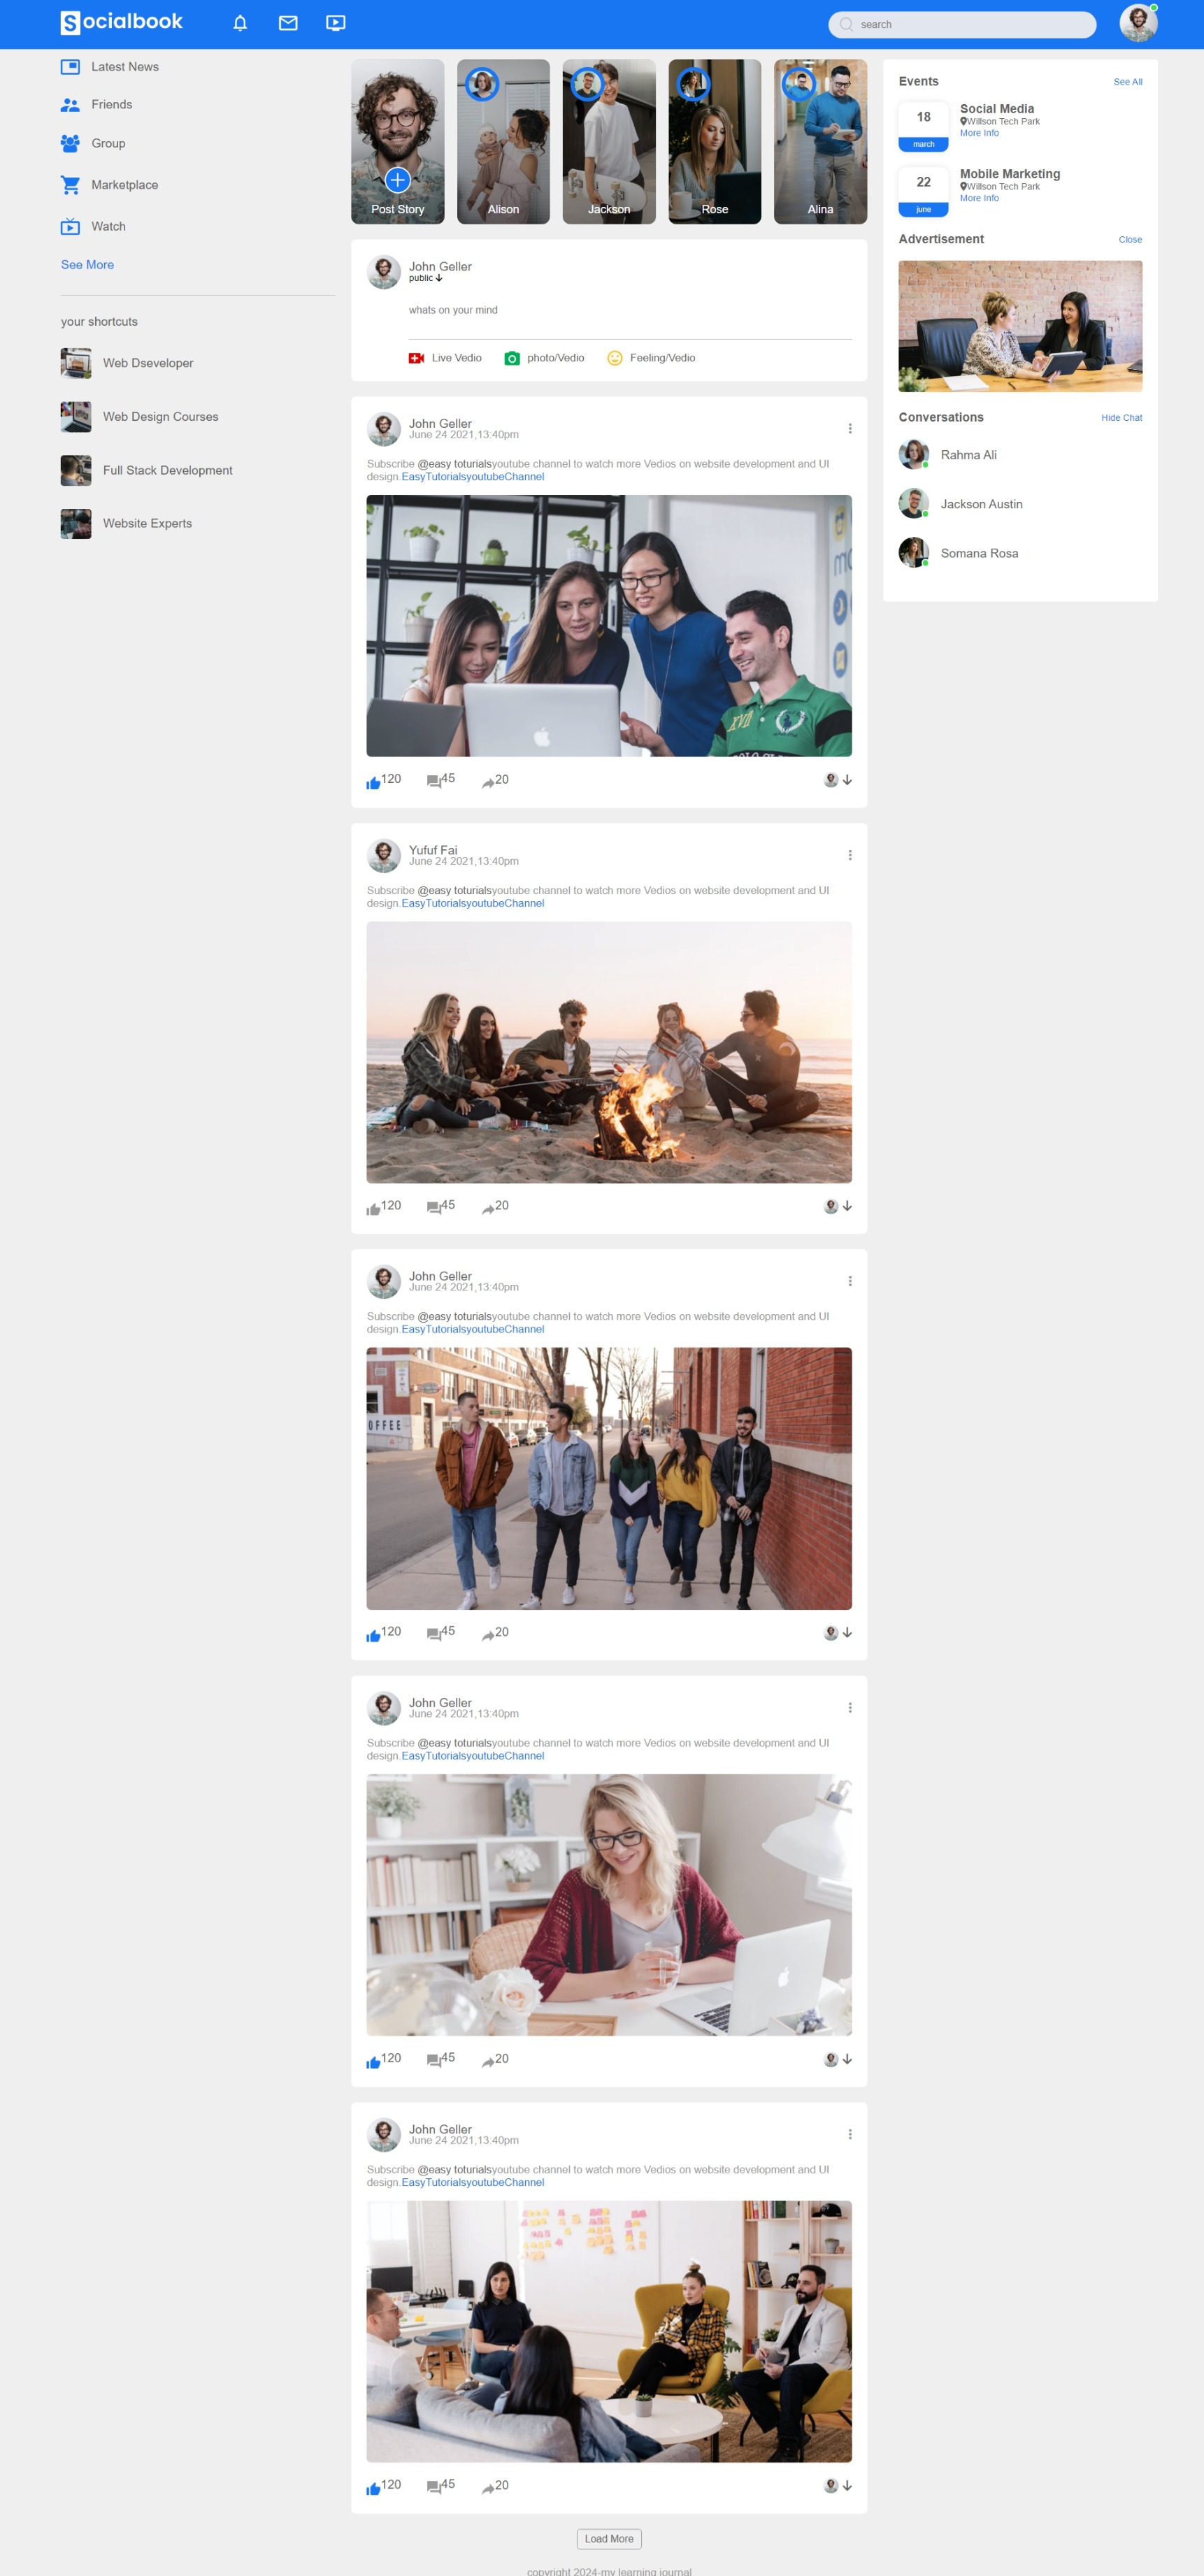 Socialbook
search
Latest News
Friends
Group
Marketplace
Watch
See More
your shortcuts
Web Dseveloper
Web Design Courses
Full Stack Development
Website Experts
Post Story
Alison
Jackson
Rose
Alina
John Geller
public
whats on your mind
Live Vedio
photo/Vedio
Feeling/Vedio
John Geller
June 24 2021,13:40pm
Subscribe @easy toturialsyoutube channel to watch more Vedios on website development and UI
design.EasyTutorialsyoutubeChannel
120
45
20
Yufuf Fai
June 24 2021,13:40pm
Subscribe @easy toturialsyoutube channel to watch more Vedios on website development and UI
design.EasyTutorialsyoutubeChannel
120
45
20
John Geller
June 24 2021,13:40pm
Subscribe @easy toturialsyoutube channel to watch more Vedios on website development and UI
design.EasyTutorialsyoutubeChannel
OFFEE
120
45
20
John Geller
June 24 2021,13:40pm
Subscribe @easy toturialsyoutube channel to watch more Vedios on website development and UI
design.EasyTutorialsyoutubeChannel
120
45
20
John Geller
June 24 2021,13:40pm
Subscribe @easy toturialsyoutube channel to watch more Vedios on website development and UI
design.EasyTutorialsyoutubeChannel
120
45
20
Load More
copyright 2024-my learning journal
Events
See All
18
march
Social Media
Willson Tech Park
More Info
22
june
Mobile Marketing
Willson Tech Park
More Info
Advertisement
Close
Conversations
Hide Chat
Rahma Ali
Jackson Austin
Somana Rosa